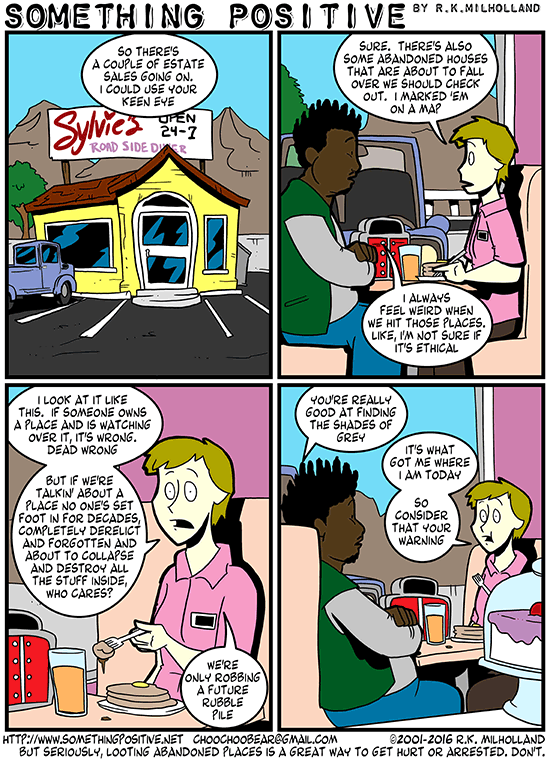 SOMETHING POSITIVE BY R.K.MILHOLLAND
SO THERE'S
A COUPLE OF ESTATE
SALES GOING ON.
I COULD USE YOUR
KEEN EYE
Sylvie's OPEN
24-7
ROAD SIDE DINER
SURE. THERE'S ALSO
SOME ABANDONED HOUSES
THAT ARE ABOUT TO FALL
OVER WE SHOULD CHECK
OUT. I MARKED 'EM
ON A MAP
I ALWAYS
FEEL WEIRD WHEN
WE HIT THOSE PLACES.
LIKE, I'M NOT SURE IF
IT'S ETHICAL
I LOOK AT IT LIKE
THIS. IF SOMEONE OWNS
A PLACE AND IS WATCHING
OVER IT, IT'S WRONG.
DEAD WRONG
BUT IF WE'RE
TALKIN' ABOUT A
PLACE NO ONE'S SET
FOOT IN FOR DECADES,
COMPLETELY DERELICT
AND FORGOTTEN AND
ABOUT TO COLLAPSE
AND DESTROY ALL
THE STUFF INSIDE,
WHO CARES?
WE'RE
ONLY ROBBING
A FUTURE
RUBBLE
PILE
YOU'RE REALLY
GOOD AT FINDING
THE SHADES OF
GREY
IT'S WHAT
GOT ME WHERE
I AM TODAY
SO
CONSIDER
THAT YOUR
WARNING
HTTP://WWW.SOMETHINGPOSITIVE.NET CHOOCHOOBEAR@GMAIL.COM ©2001-2016 R.K. MILHOLLAND
BUT SERIOUSLY, LOOTING ABANDONED PLACES IS A GREAT WAY TO GET HURT OR ARRESTED. DON'T.